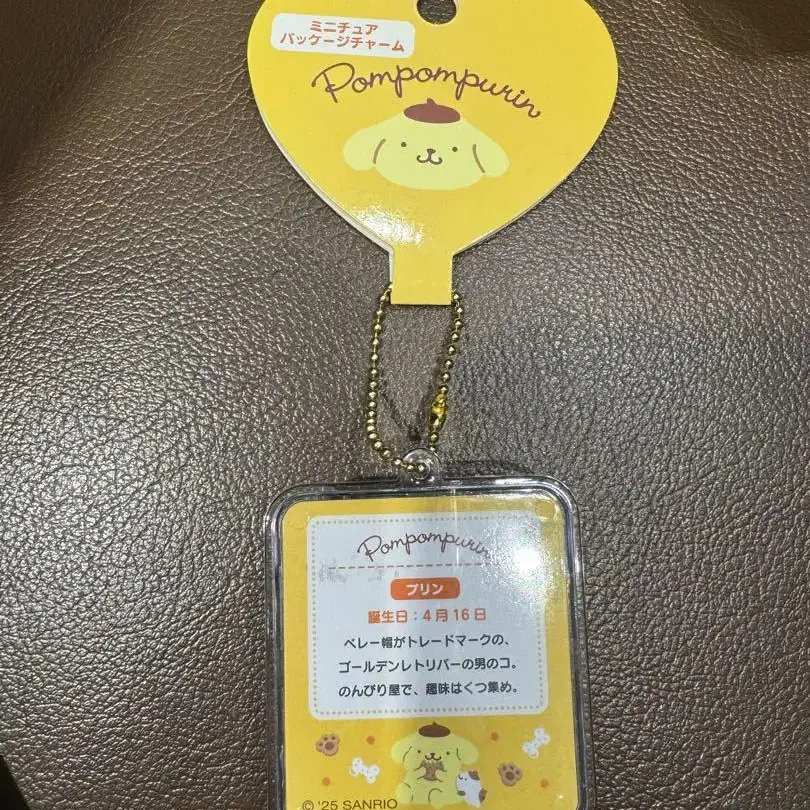 ミニチュア
パッケージチャーム
Pompompurin
Pompompurin
プリン
誕生日：4月16日
ベレー帽がトレードマークの、
ゴールデンレトリバーの男のコ。
のんびり屋で、趣味はくつ集め。
© '25 SANRIO